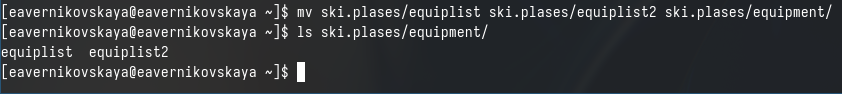 [eavernikovskaya@eavernikovskaya ~]$ mv ski.plases/equiplist ski.plases/equiplist2 ski.plases/equipment/
[eavernikovskaya@eavernikovskaya ~]$ ls ski.plases/equipment/
equiplist  equiplist2
[eavernikovskaya@eavernikovskaya ~]$